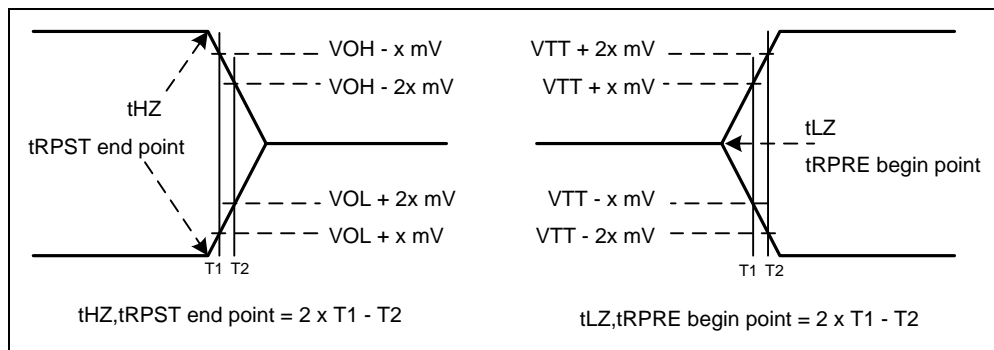 VOH - x mV
VOH - 2x mV
tHZ
tRPST end point
VOL + 2x mV
VOL + x mV
T1 T2
tHZ,tRPST end point = 2 x T1 - T2
VTT + 2x mV
VTT + x mV
tLZ
tRPRE begin point
VTT - x mV
VTT - 2x mV
T1 T2
tLZ,tRPRE begin point = 2 x T1 - T2